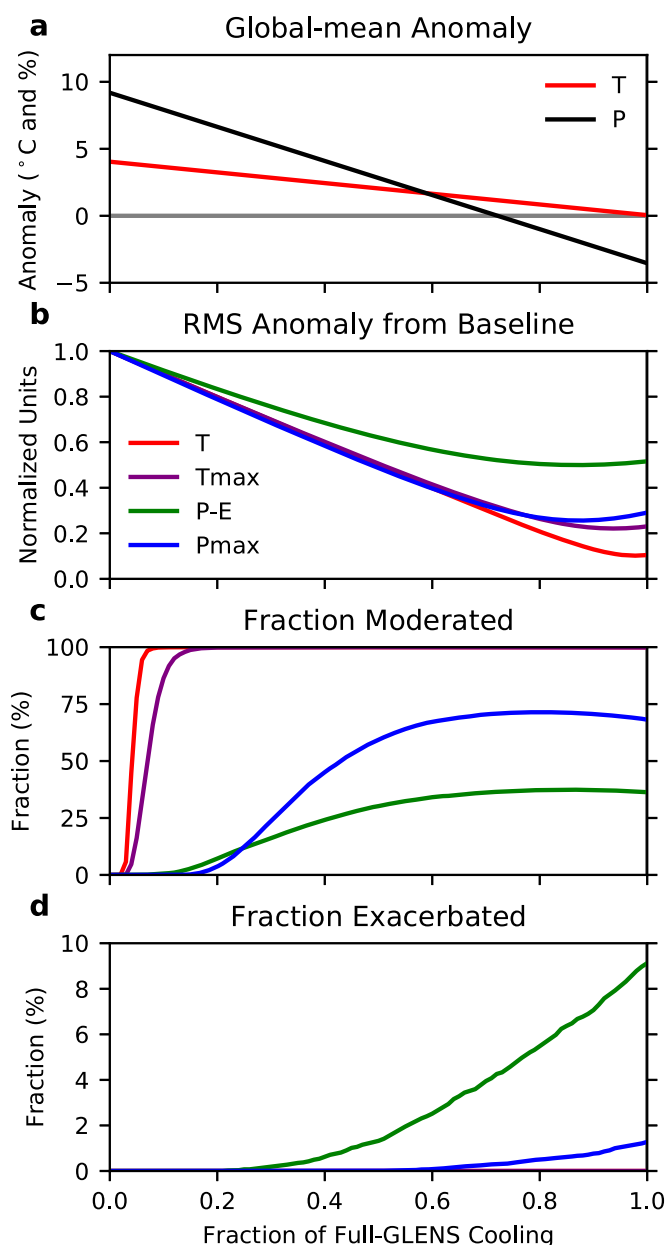 a Global-mean Anomaly
Anomaly (°C and %)
10
5
0
−5
T
P
b RMS Anomaly from Baseline
Normalized Units
1.0
0.8
0.6
0.4
0.2
0.0
T
Tmax
P-E
Pmax
c Fraction Moderated
Fraction (%)
100
75
50
25
0
d Fraction Exacerbated
Fraction (%)
10
8
6
4
2
0
0.0 0.2 0.4 0.6 0.8 1.0
Fraction of Full-GLENS Cooling